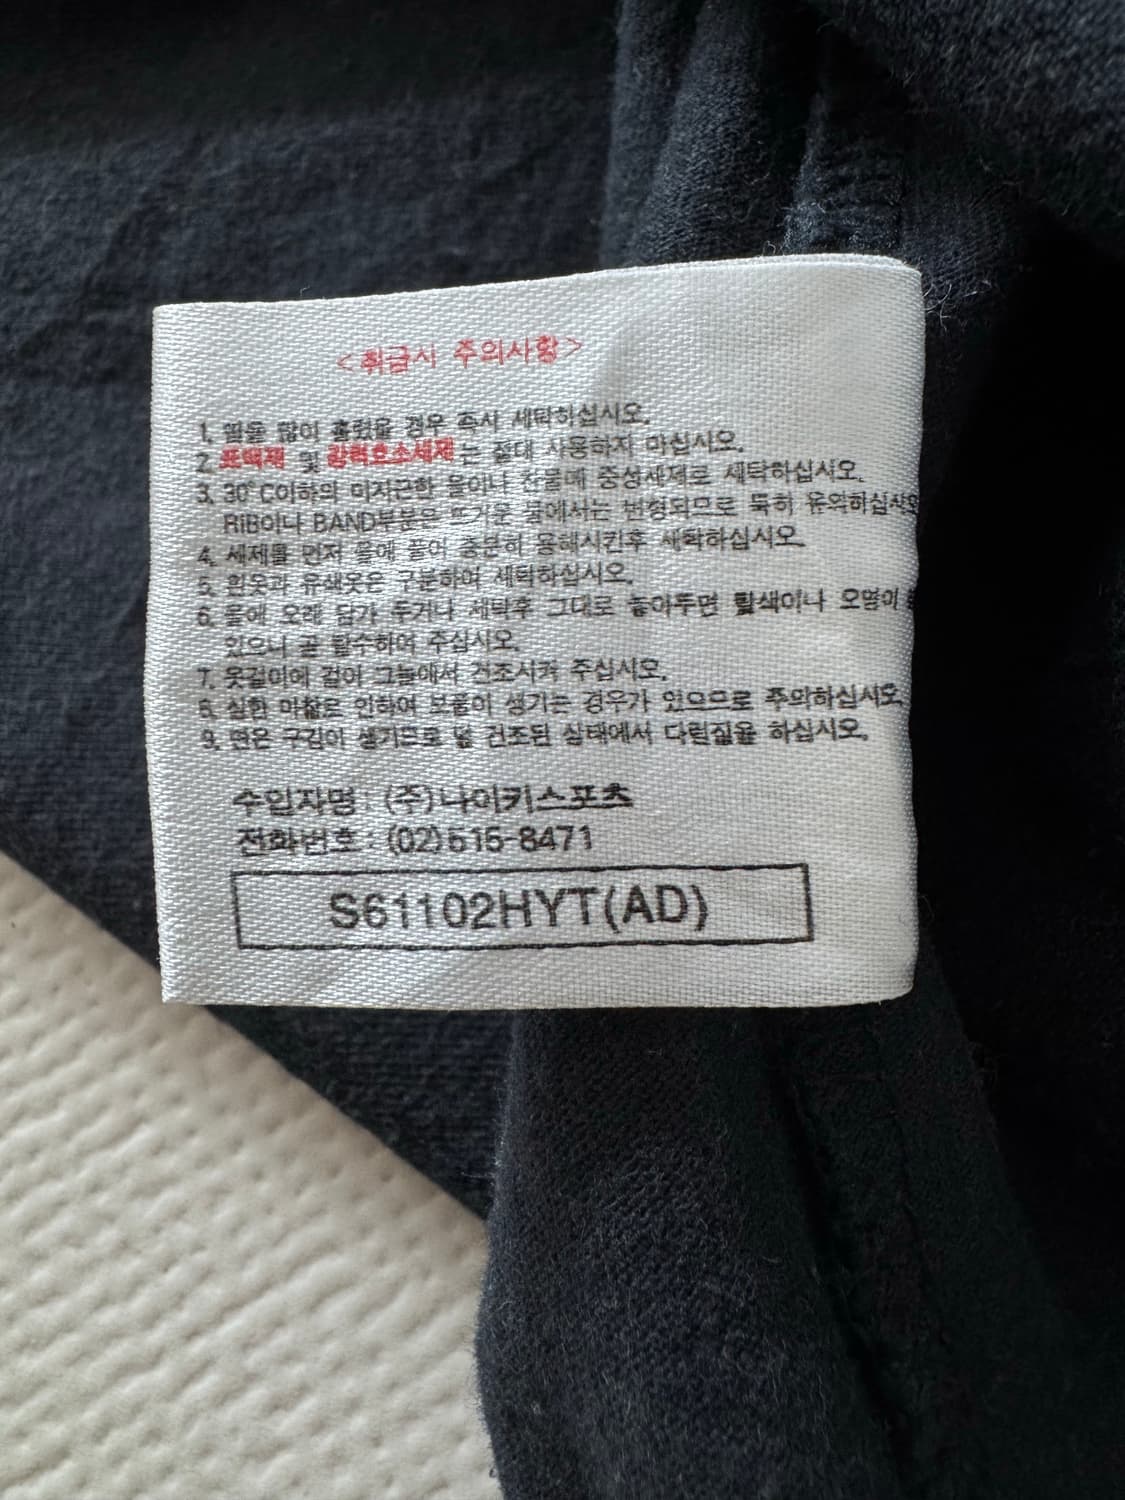 <취급시 주의사항>
1. 땀을 많이 흘렸을 경우 즉시 세탁하십시오.
2. 표백제 및 강력효소세제는 절대 사용하지 마십시오.
3. 30°C이하의 미지근한 물이나 찬물에 중성세제로 세탁하십시오.
RIB이나 BAND부분은 뜨거운 물에서는 변형되므로 특히 유의하십시오
4. 세제를 먼저 물에 풀어 충분히 용해시킨후 세탁하십시오.
5. 흰옷과 유색옷은 구분하여 세탁하십시오.
6. 물에 오래 담가 두거나 세탁후 그대로 놓아두면 탈색이나 오염이
있으니 곧 탈수하여 주십시오.
7. 옷걸이에 걸어 그늘에서 건조시켜 주십시오.
8. 심한 마찰로 인하여 보풀이 생기는 경우가 있으므로 주의하십시오.
9. 면은 구김이 생기므로 덜 건조된 상태에서 다림질을 하십시오.
수입자명 : (주)나이키스포츠
전화번호 : (02)515-8471
S61102HYT(AD)